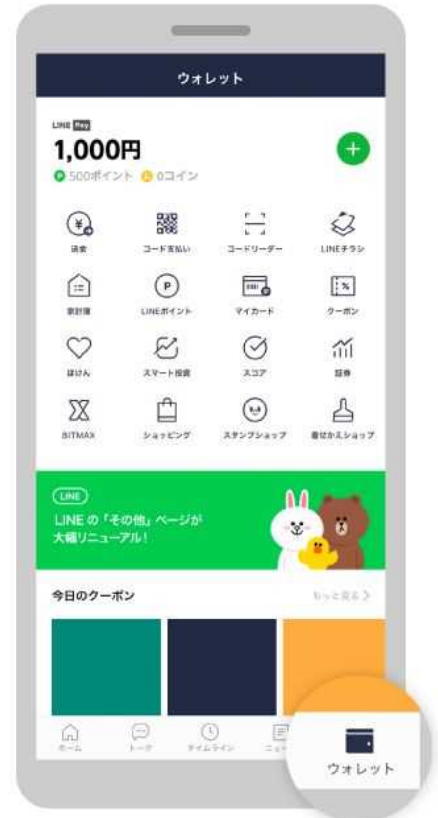 ウォレット
LINE Pay
1,000円
P 500ポイント 0コイン
送金 コード支払い コードリーダー LINEチラシ
家計簿 LINEポイント マイカード クーポン
ほけん スマート投資 スコア 証券
BITMAX ショッピング スタンプショップ 着せかえショップ
LINE
LINE の「その他」ページが
大幅リニューアル!
今日のクーポン もっと見る
ホーム トーク タイムライン ニュー
ウォレット